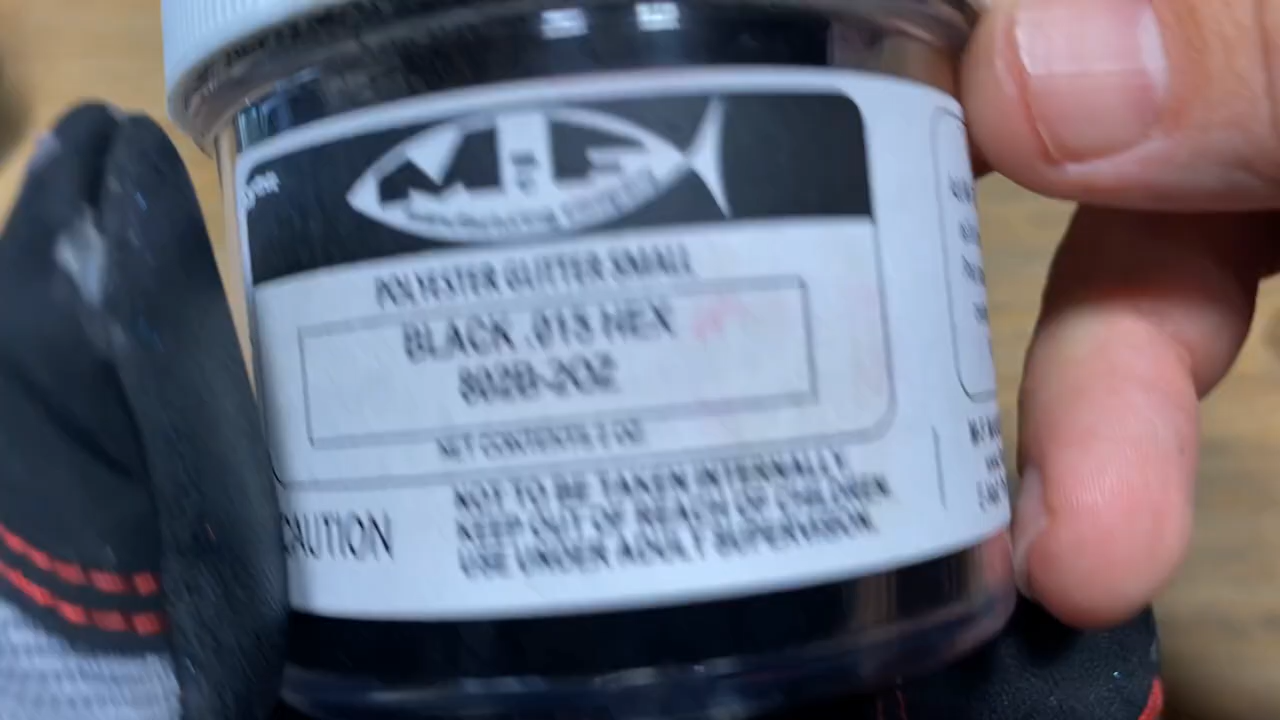 POLYESTER GLITTER SMALL
BLACK .015 HEX
802B-2OZ
NET CONTENTS 2 OZ
CAUTION
NOT TO BE TAKEN INTERNALLY
KEEP OUT OF REACH OF CHILDREN
USE UNDER ADULT SUPERVISION